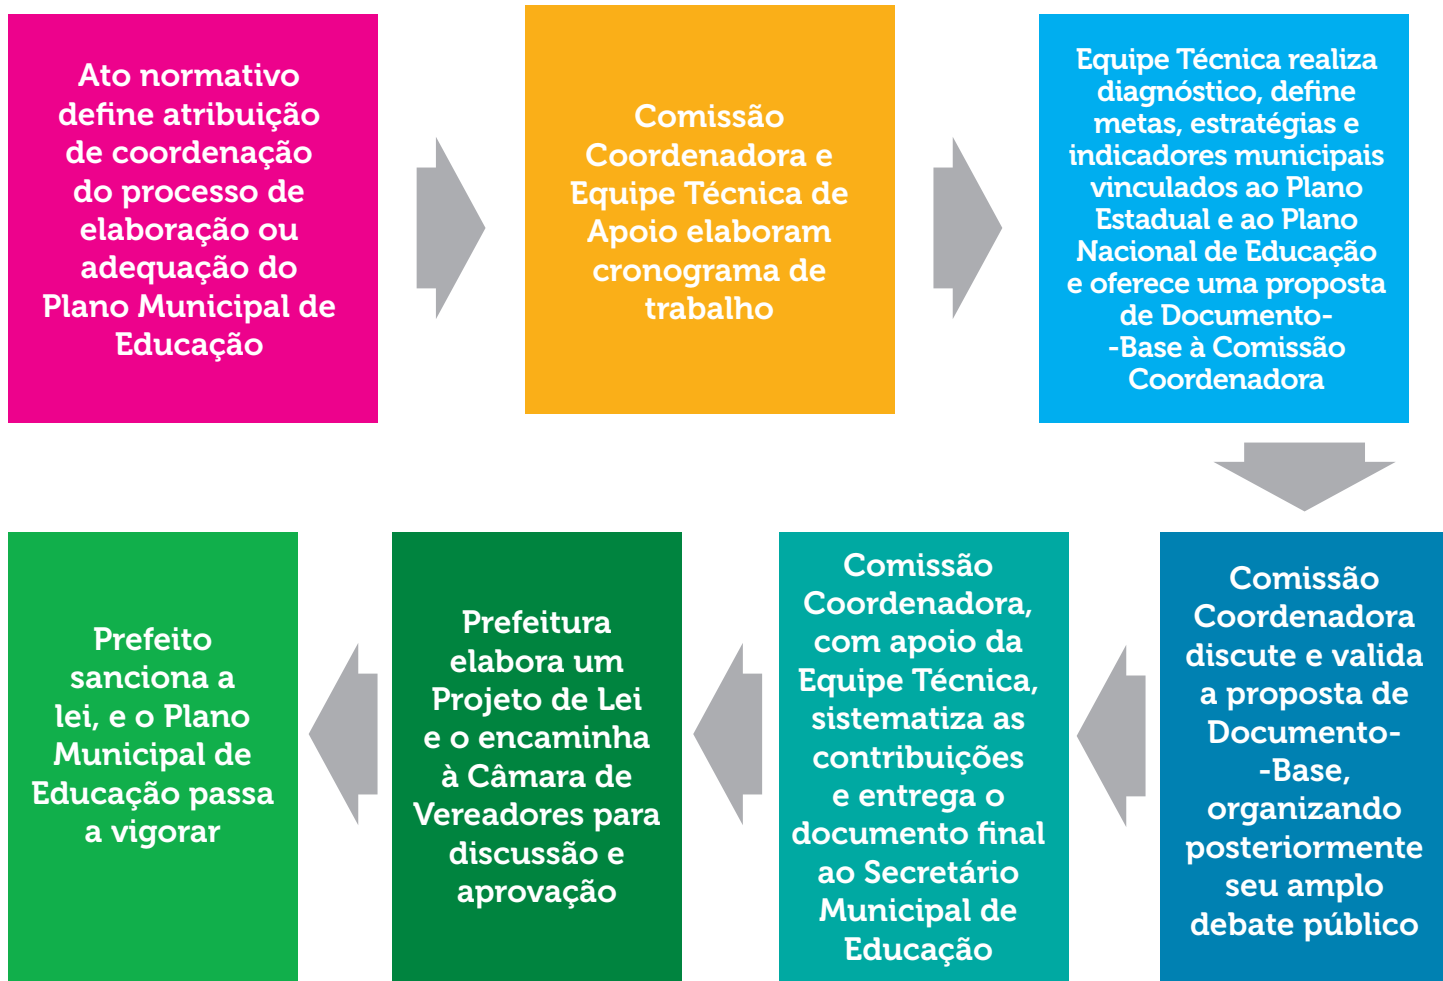 Ato normativo
define atribuição
de coordenação
do processo de
elaboração ou
adequação do
Plano Municipal de
Educação
Comissão
Coordenadora e
Equipe Técnica de
Apoio elaboram
cronograma de
trabalho
Equipe Técnica realiza
diagnóstico, define
metas, estratégias e
indicadores municipais
vinculados ao Plano
Estadual e ao Plano
Nacional de Educação
e oferece uma proposta
de Documento-
-Base à Comissão
Coordenadora
Comissão
Coordenadora
discute e valida
a proposta de
Documento-
-Base,
organizando
posteriormente
seu amplo
debate público
Comissão
Coordenadora,
com apoio da
Equipe Técnica,
sistematiza as
contribuições
e entrega o
documento final
ao Secretário
Municipal de
Educação
Prefeitura
elabora um
Projeto de Lei
e o encaminha
à Câmara de
Vereadores para
discussão e
aprovação
Prefeito
sanciona a
lei, e o Plano
Municipal de
Educação passa
a vigorar